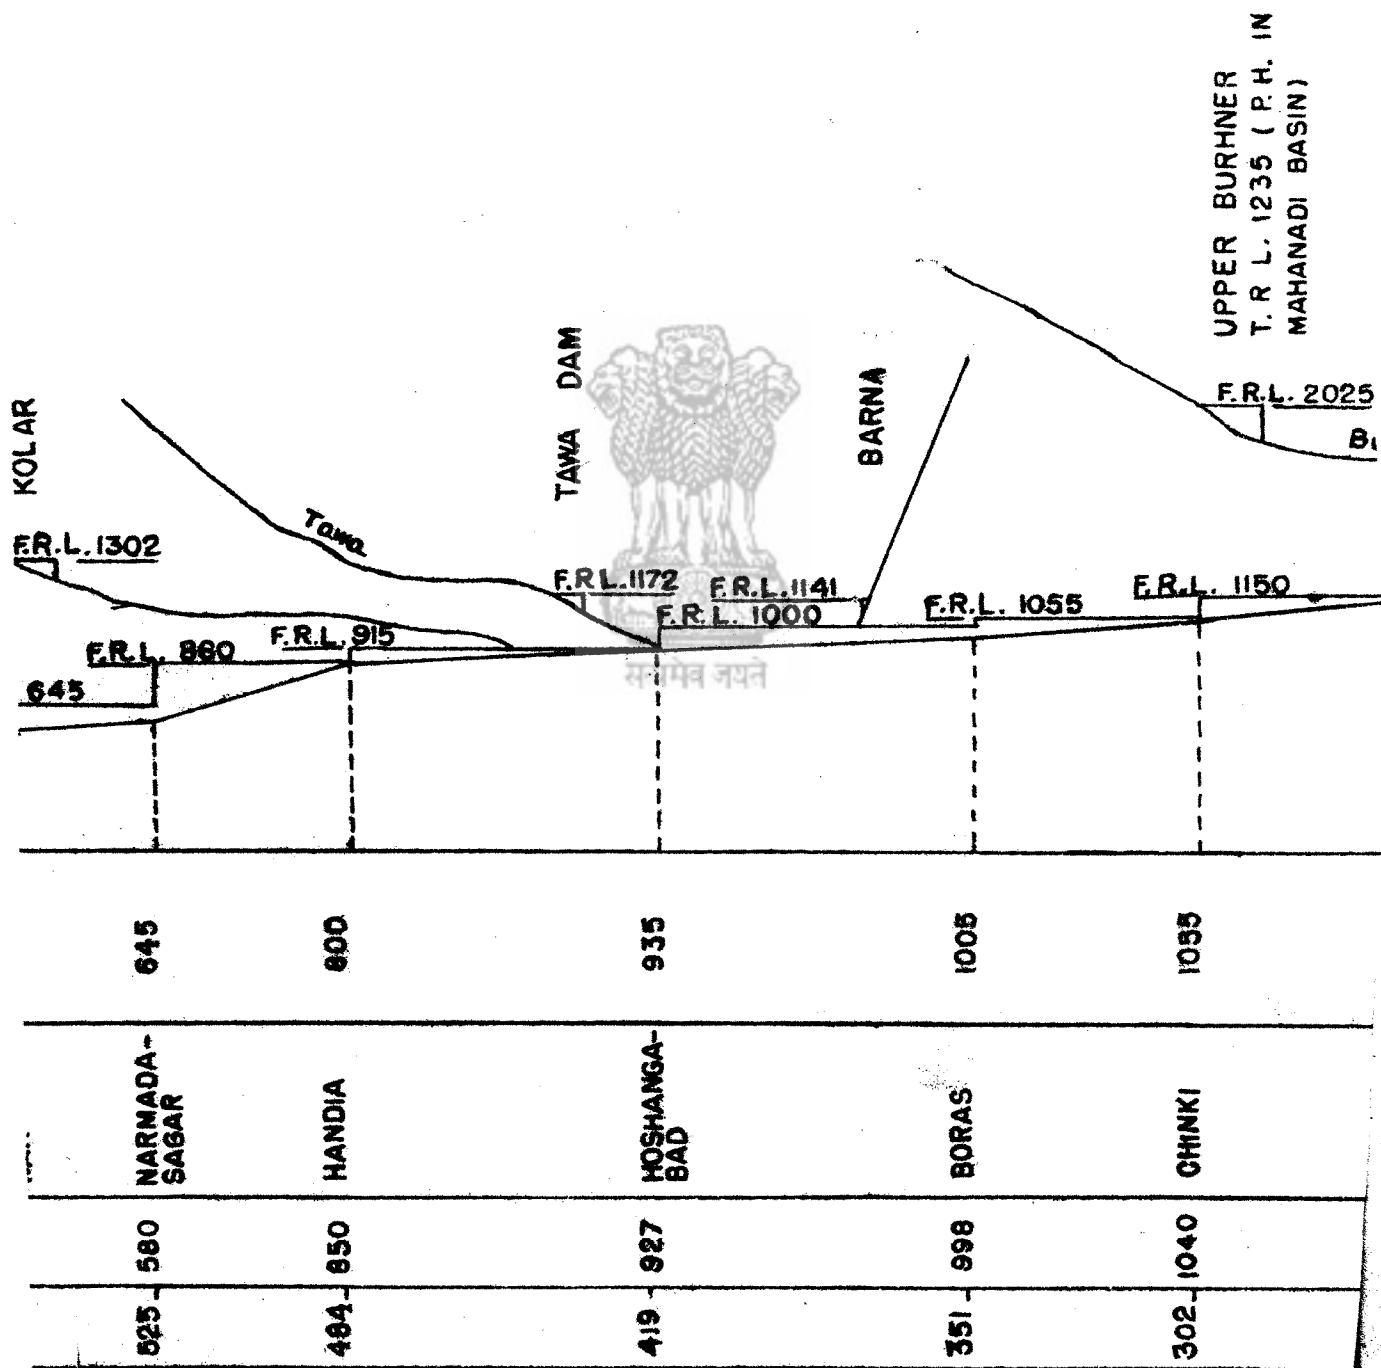 UPPER BURHNER
T. R L. 1235 ( P. H. IN
MAHANADI BASIN)
KOLAR
TAWA DAM
BARNA
F.R.L. 2025
Tawa
F.R.L. 1302
F.R L. 1172
F.R.L. 1141
F.R.L. 1150
F.R.L. 1000
F.R.L. 1055
F.R.L. 915
F.R.L. 860
645
सत्यमेव जयते
645
800
935
1005
1055
NARMADA-
SAGAR
HANDIA
HOSHANGA-
BAD
BORAS
CHINKI
580
850
927
998
1040
525
484
419
351
302